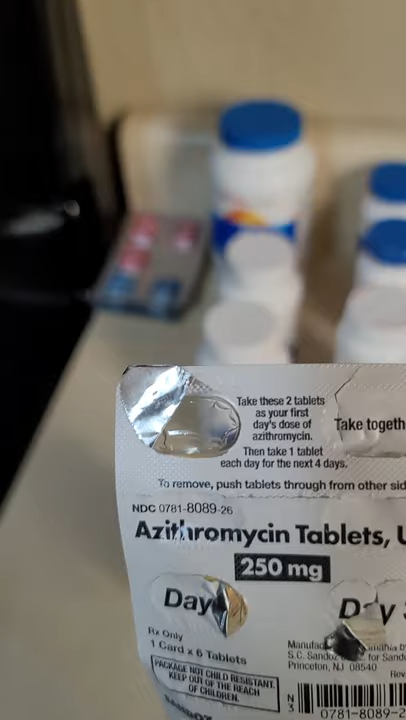 Take these 2 tablets
as your first
day's dose of
azithromycin.
Then take 1 tablet
each day for the next 4 days.
Take togeth
To remove, push tablets through from other sid
NDC 0781-8089-26
Azithromycin Tablets, U
250 mg
Day
Rx Only
1 Card x 6 Tablets
PACKAGE NOT CHILD RESISTANT.
KEEP OUT OF THE REACH
OF CHILDREN.
S.C. Sandoz for Sando
Princeton, NJ 08540
Rev
N
3
0781-8089-2